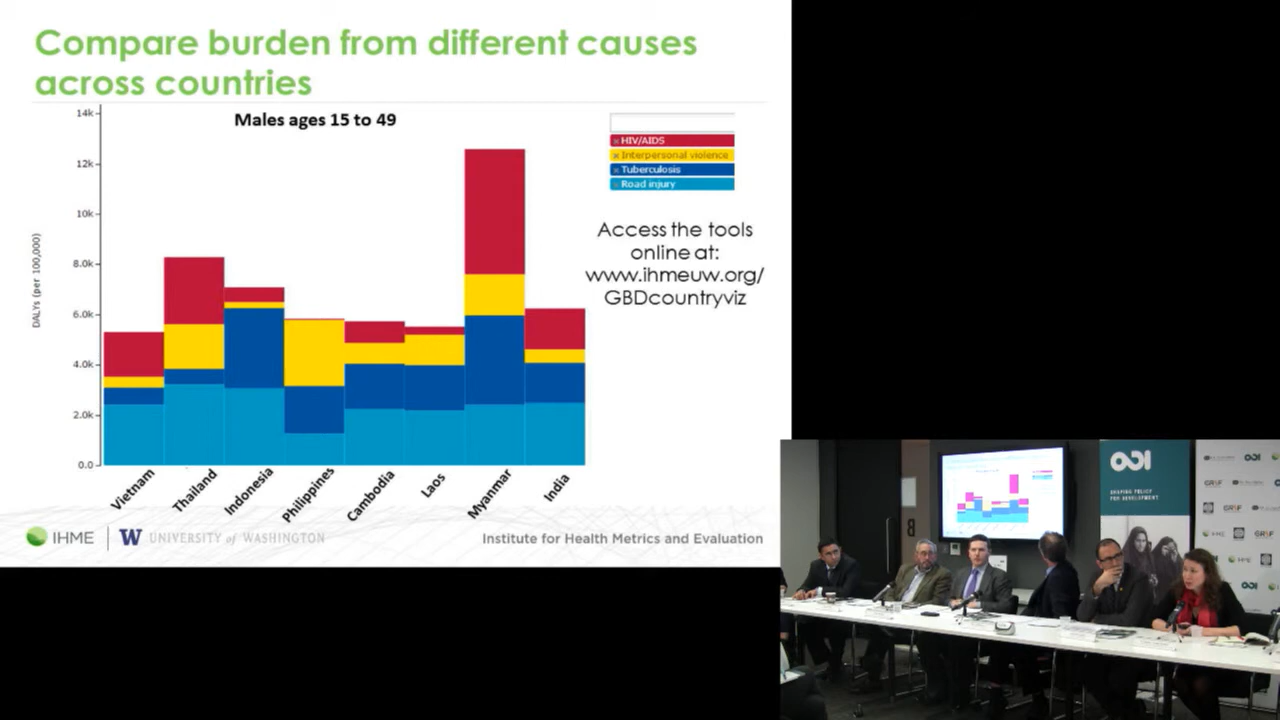 Compare burden from different causes
across countries
Males ages 15 to 49
14k
12k
10k
8.0k
6.0k
4.0k
2.0k
0.0
DALYs (per 100,000)
HIV/AIDS
Interpersonal violence
Tuberculosis
Road injury
Access the tools
online at:
www.ihmeuw.org/
GBDcountryviz
Vietnam
Thailand
Indonesia
Philippines
Cambodia
Laos
Myanmar
India
IHME
W UNIVERSITY of WASHINGTON
Institute for Health Metrics and Evaluation
8
ODI
SHAPING POLICY
FOR DEVELOPMENT